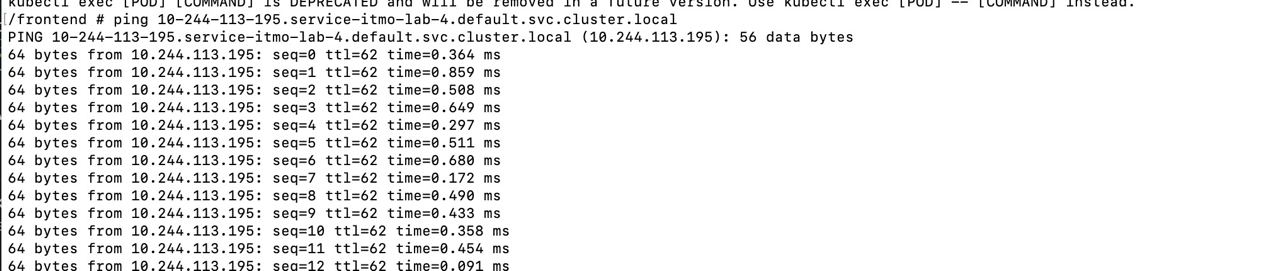 kubectl exec [POD] [COMMAND] is DEPRECATED and will be removed in a future version. Use kubectl exec [POD] -- [COMMAND] instead.
/frontend # ping 10-244-113-195.service-itmo-lab-4.default.svc.cluster.local
PING 10-244-113-195.service-itmo-lab-4.default.svc.cluster.local (10.244.113.195): 56 data bytes
64 bytes from 10.244.113.195: seq=0 ttl=62 time=0.364 ms
64 bytes from 10.244.113.195: seq=1 ttl=62 time=0.859 ms
64 bytes from 10.244.113.195: seq=2 ttl=62 time=0.508 ms
64 bytes from 10.244.113.195: seq=3 ttl=62 time=0.649 ms
64 bytes from 10.244.113.195: seq=4 ttl=62 time=0.297 ms
64 bytes from 10.244.113.195: seq=5 ttl=62 time=0.511 ms
64 bytes from 10.244.113.195: seq=6 ttl=62 time=0.680 ms
64 bytes from 10.244.113.195: seq=7 ttl=62 time=0.172 ms
64 bytes from 10.244.113.195: seq=8 ttl=62 time=0.490 ms
64 bytes from 10.244.113.195: seq=9 ttl=62 time=0.433 ms
64 bytes from 10.244.113.195: seq=10 ttl=62 time=0.358 ms
64 bytes from 10.244.113.195: seq=11 ttl=62 time=0.454 ms
64 bytes from 10.244.113.195: seq=12 ttl=62 time=0.091 ms